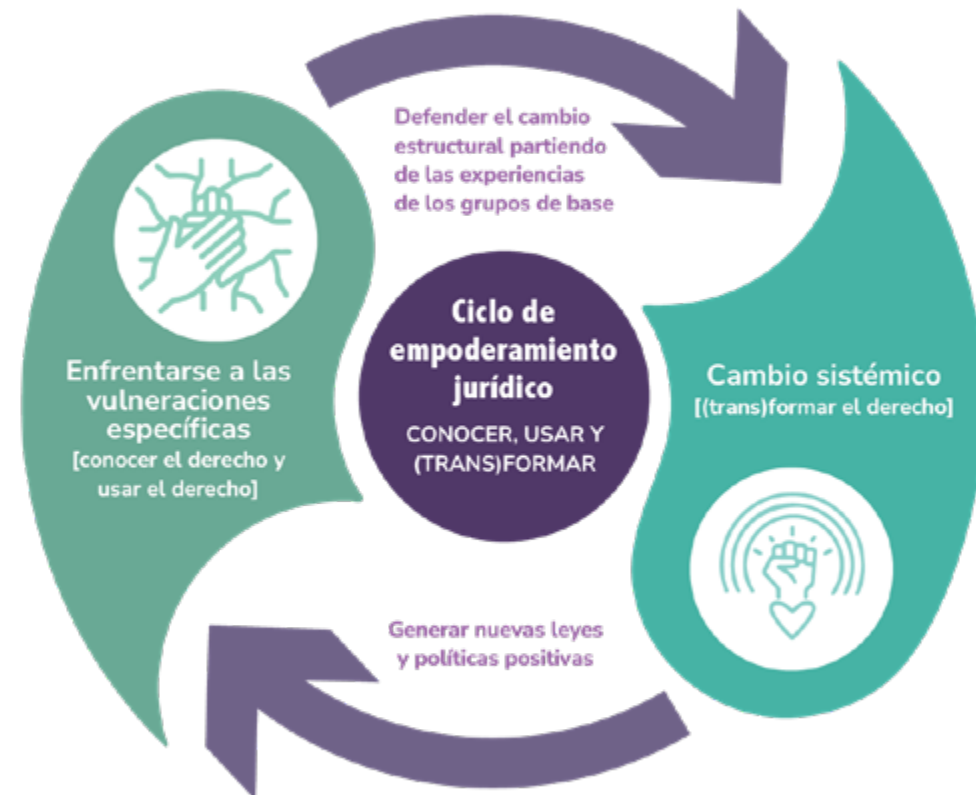 Defender el cambio
estructural partiendo
de las experiencias
de los grupos de base
Enfrentarse a las
vulneraciones
específicas
[conocer el derecho y
usar el derecho]
Ciclo de
empoderamiento
jurídico
CONOCER, USAR Y
(TRANS)FORMAR
Cambio sistémico
[(trans)formar el derecho]
Generar nuevas leyes
y políticas positivas